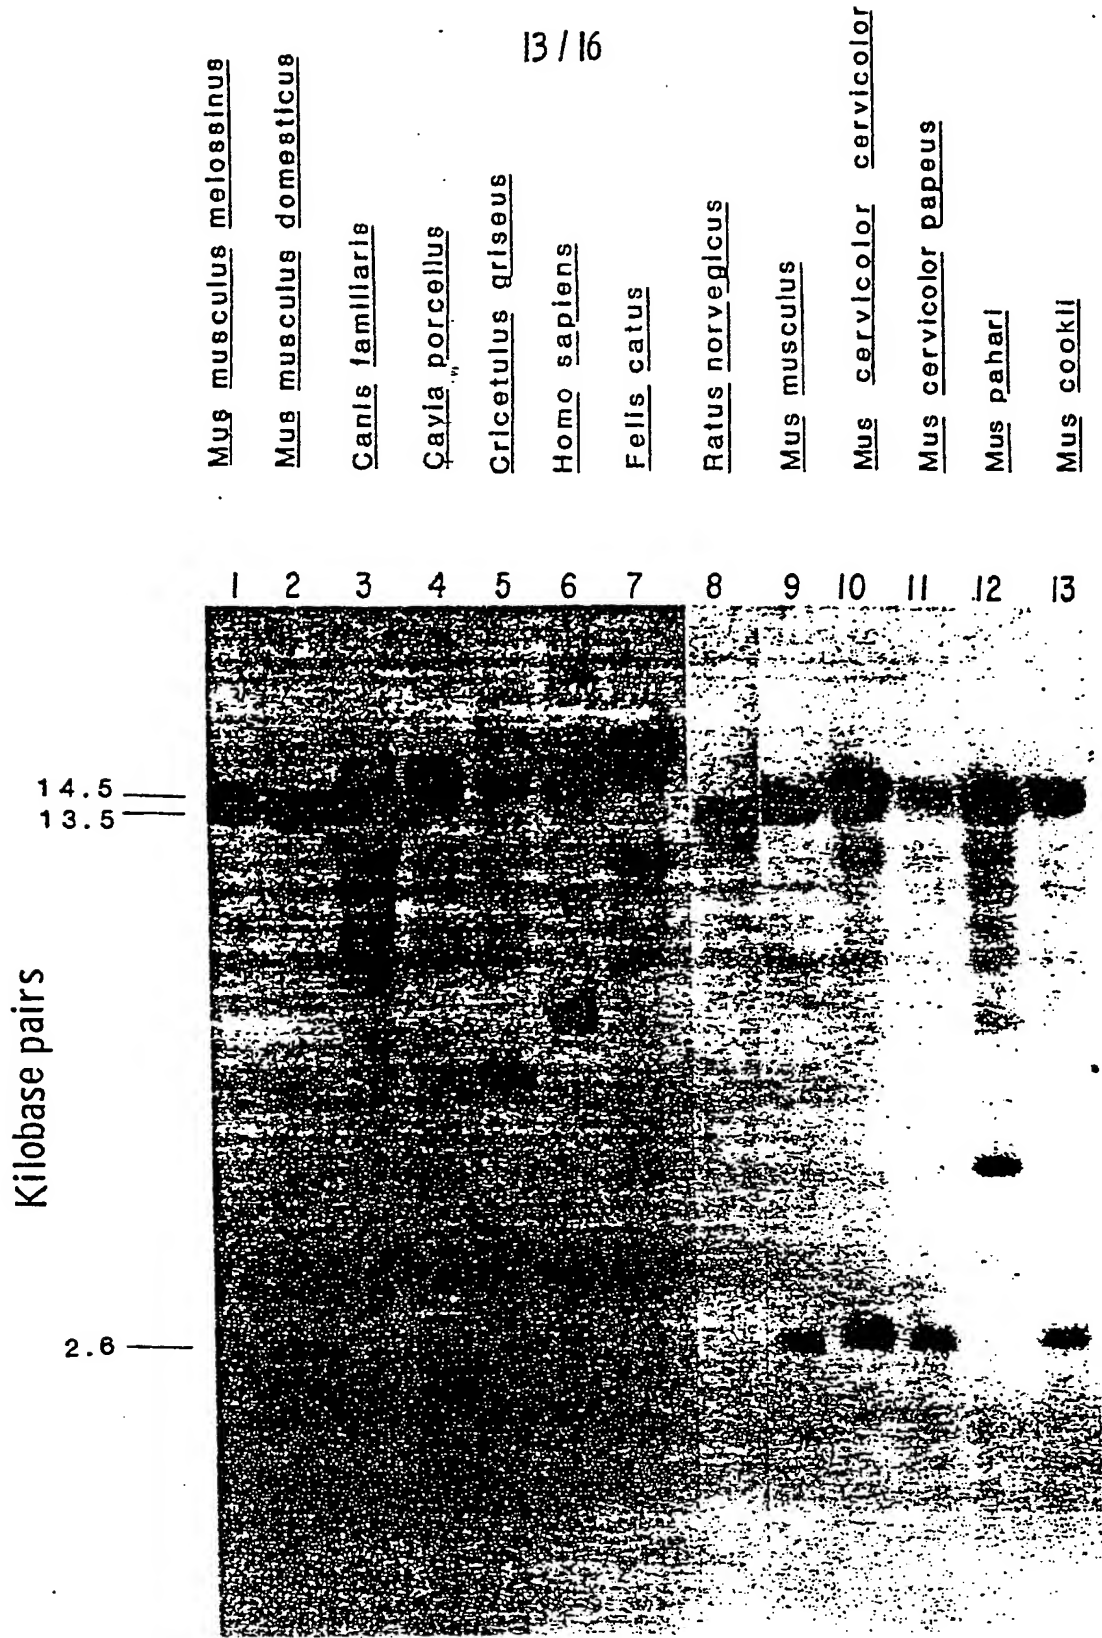 13 / 16
Mus musculus melossinus
Mus musculus domesticus
Canis familiaris
Cavia porcellus
Cricetulus griseus
Homo sapiens
Felis catus
Ratus norvegicus
Mus musculus
Mus cervicolor cervicolor
Mus cervicolor papeus
Mus pahari
Mus cookii
1 2 3 4 5 6 7 8 9 10 11 12 13
14.5
13.5
2.6
Kilobase pairs